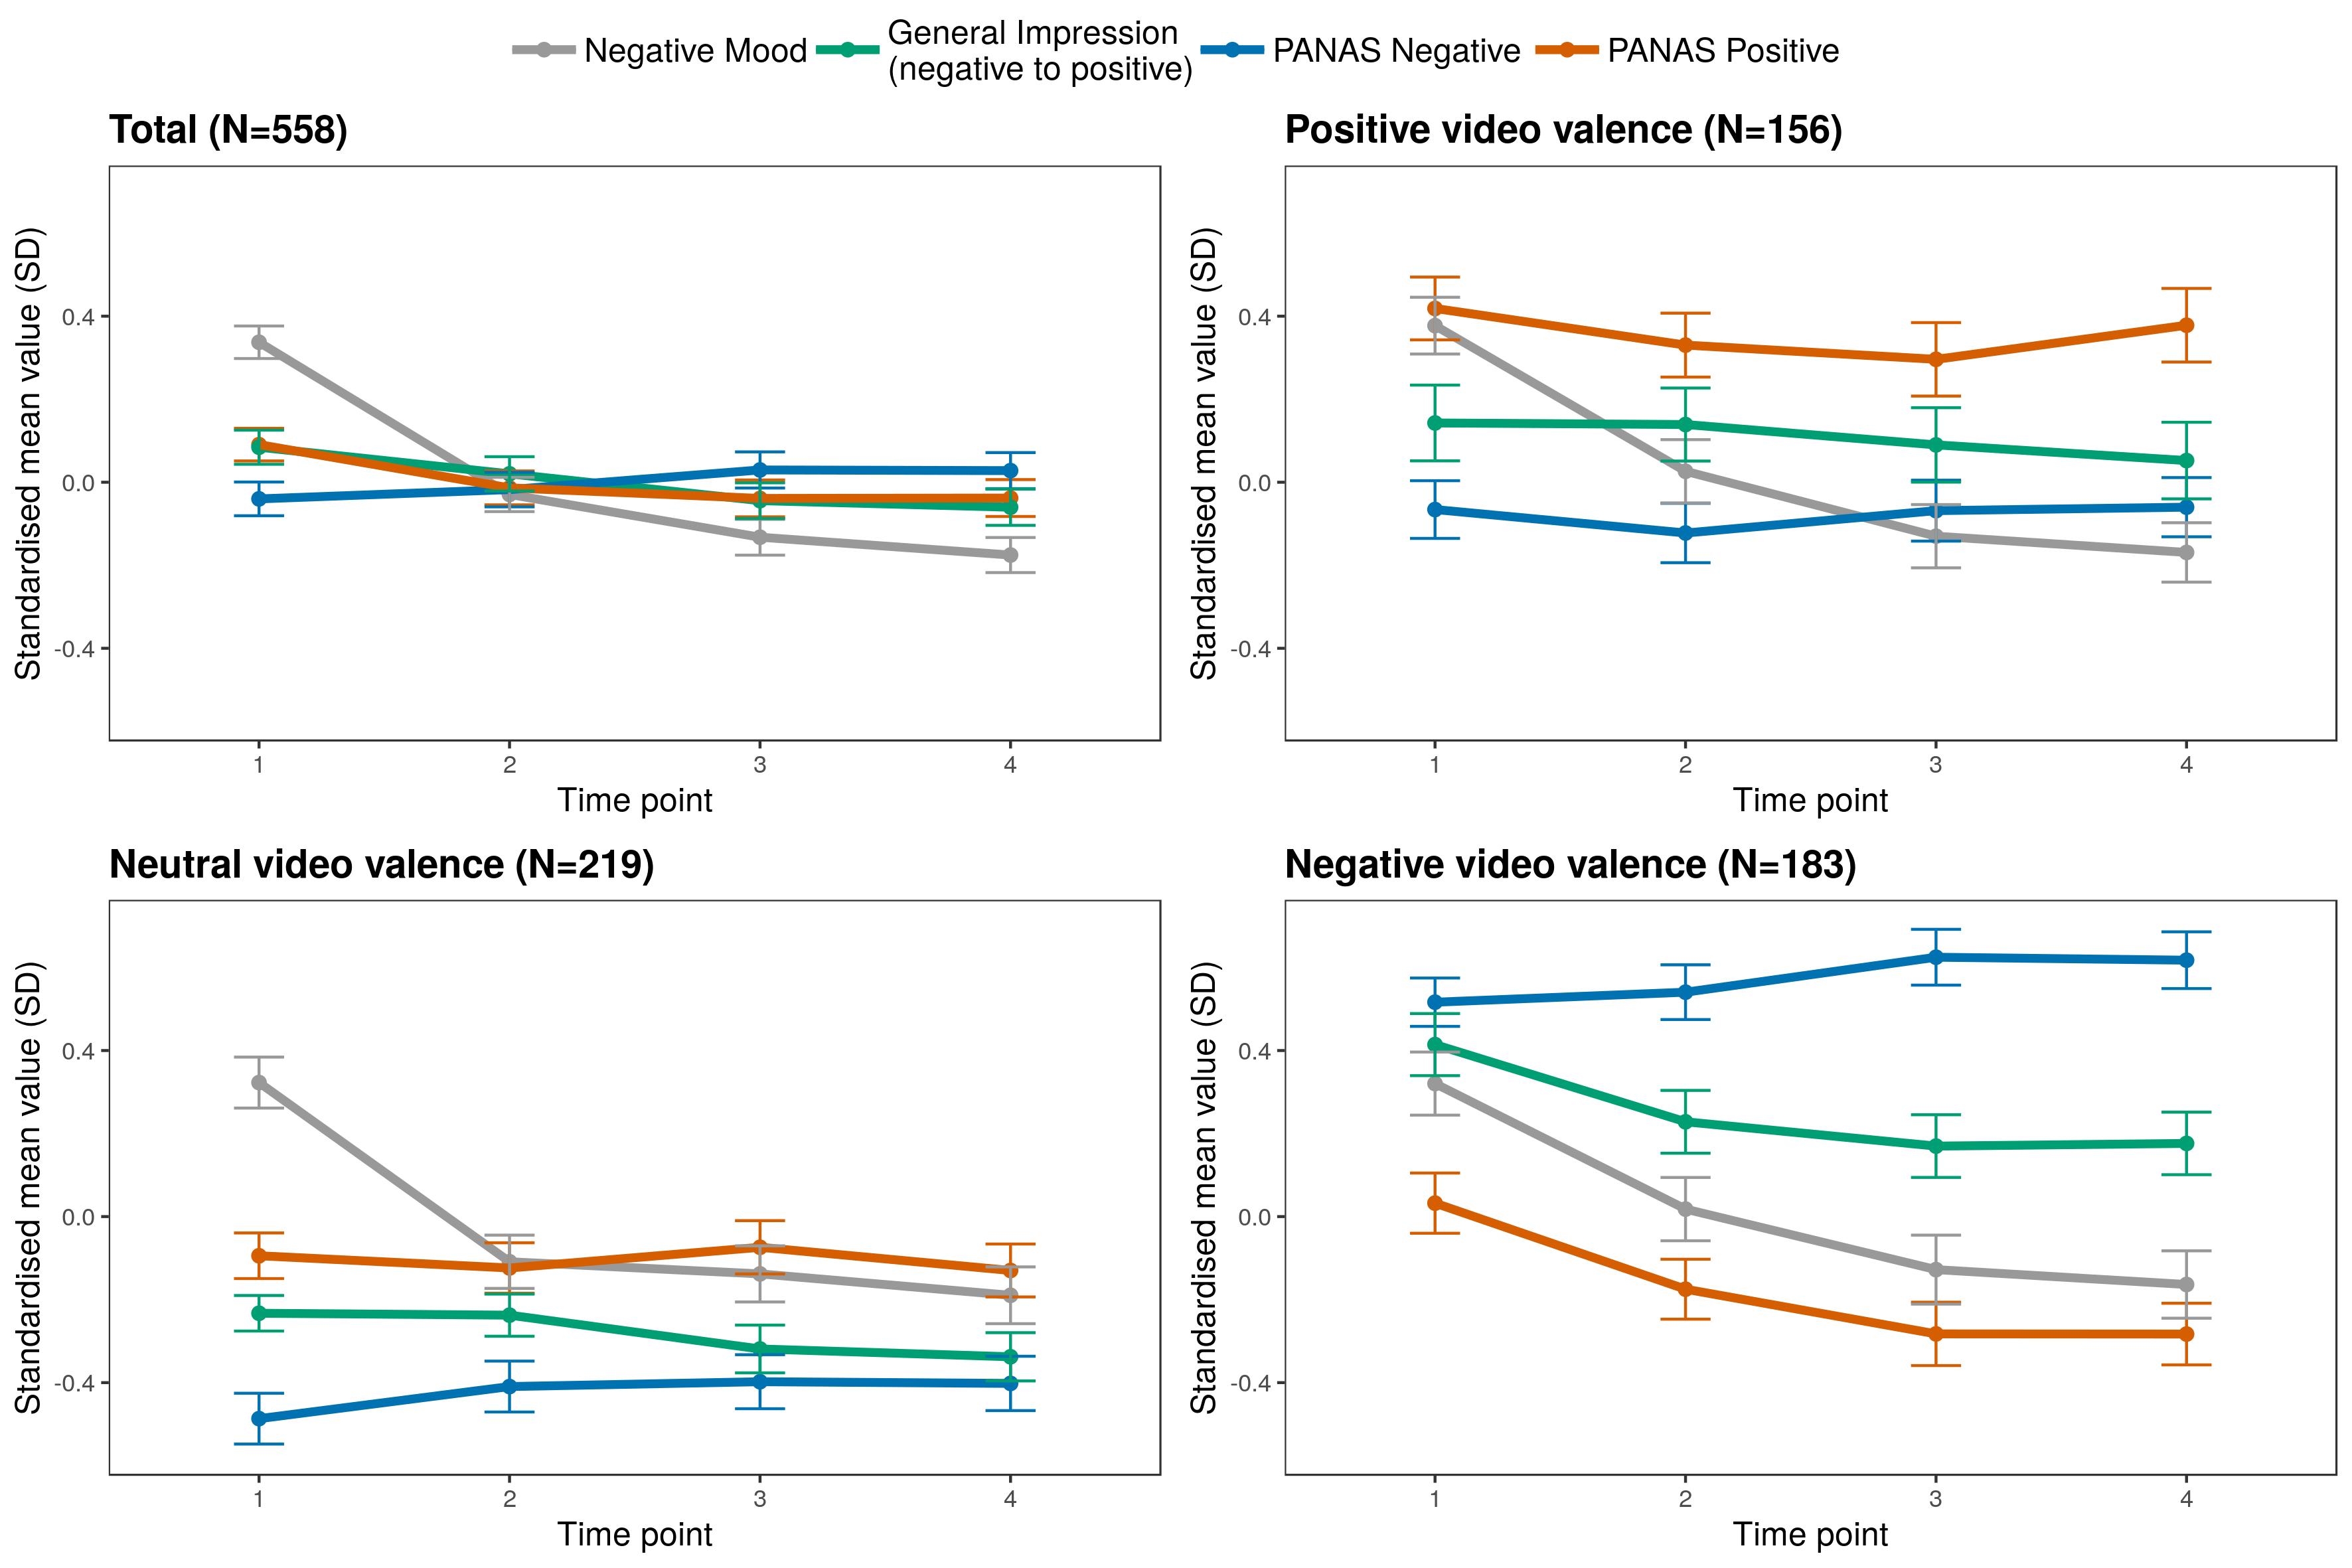 Negative Mood
General Impression
(negative to positive)
PANAS Negative
PANAS Positive
Total (N=558)
Standardised mean value (SD)
0.4
0.0
-0.4
1 2 3 4
Time point
Positive video valence (N=156)
Standardised mean value (SD)
0.4
0.0
-0.4
1 2 3 4
Time point
Neutral video valence (N=219)
Standardised mean value (SD)
0.4
0.0
-0.4
1 2 3 4
Time point
Negative video valence (N=183)
Standardised mean value (SD)
0.4
0.0
-0.4
1 2 3 4
Time point